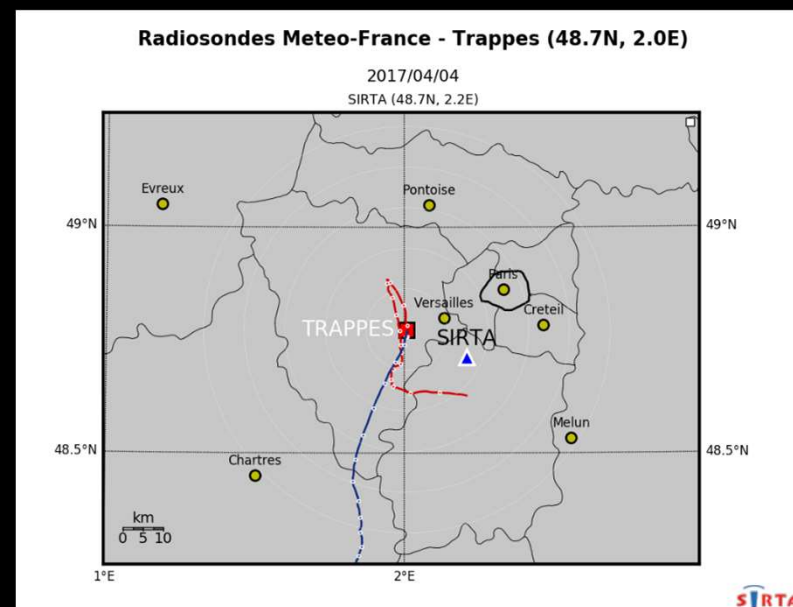 Radiosondes Meteo-France - Trappes (48.7N, 2.0E)
2017/04/04
SIRTA (48.7N, 2.2E)
Evreux
Pontoise
49°N
49°N
Paris
Versailles
Creteil
TRAPPES
SIRTA
Melun
48.5°N
48.5°N
Chartres
km
0 5 10
1°E
2°E
SIRTA